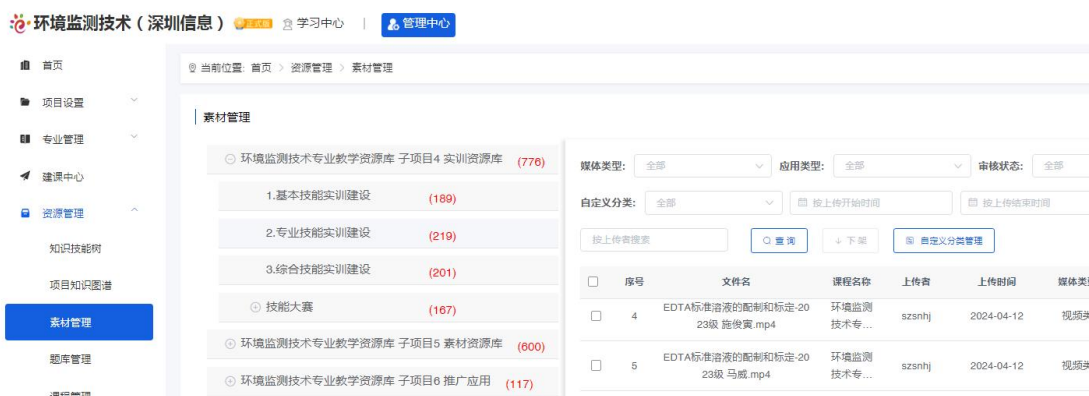 环境监测技术（深圳信息） 正式版 学习中心 | 管理中心
首页
项目设置
专业管理
建课中心
资源管理
知识技能树
项目知识图谱
素材管理
题库管理
课程管理
当前位置: 首页 > 资源管理 > 素材管理
素材管理
环境监测技术专业教学资源库 子项目4 实训资源库 (776)
1.基本技能实训建设 (189)
2.专业技能实训建设 (219)
3.综合技能实训建设 (201)
技能大赛 (167)
环境监测技术专业教学资源库 子项目5 素材资源库 (600)
环境监测技术专业教学资源库 子项目6 推广应用 (117)
媒体类型: 全部 应用类型: 全部 审核状态: 全部
自定义分类: 全部 按上传开始时间 按上传结束时间
按上传者搜索 查询 下架 自定义分类管理
序号 文件名 课程名称 上传者 上传时间 媒体类
4 EDTA标准溶液的配制和标定-20 环境监测 szsnhj 2024-04-12 视频类
23级 施俊寅.mp4 技术专...
5 EDTA标准溶液的配制和标定-20 环境监测 szsnhj 2024-04-12 视频类
23级 马威.mp4 技术专...